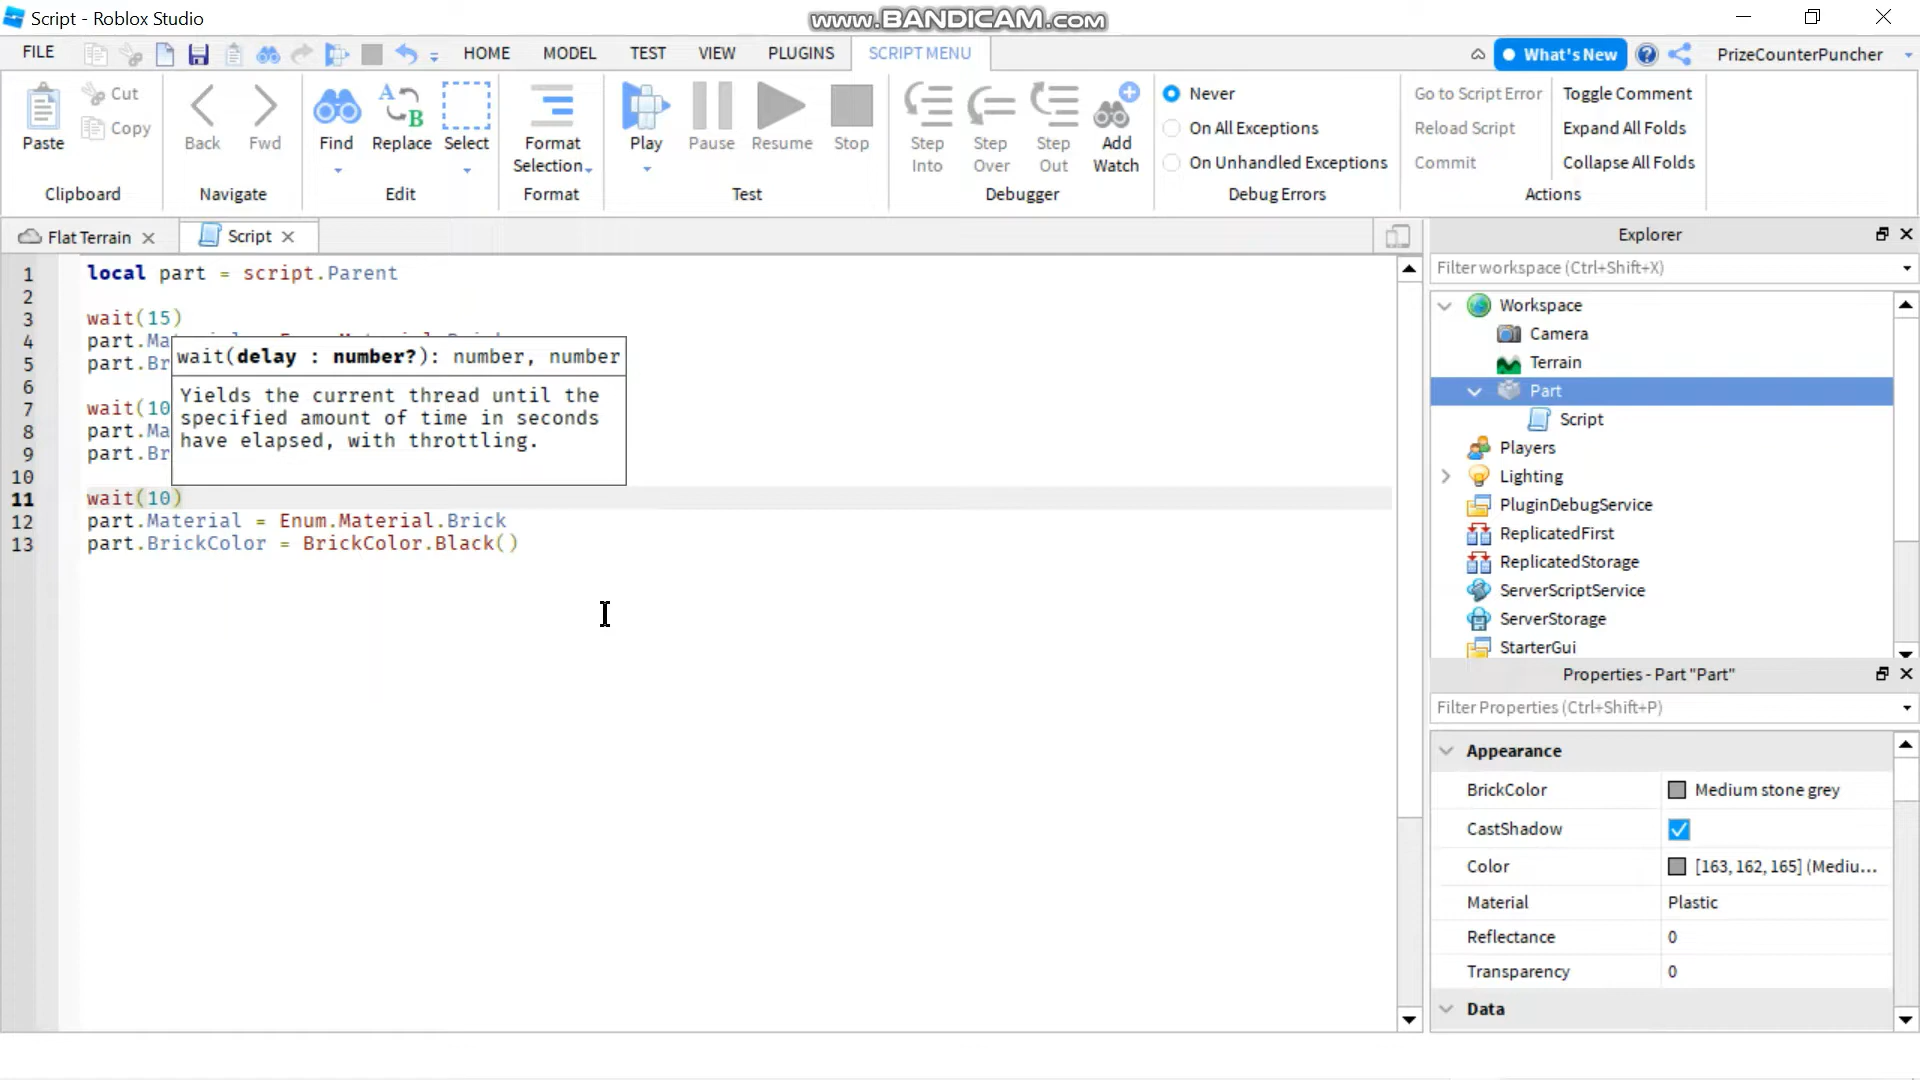 Script - Roblox Studio
www.BANDICAM.com
FILE
HOME
MODEL
TEST
VIEW
PLUGINS
SCRIPT MENU
What's New
PrizeCounterPuncher
Paste
Cut
Copy
Clipboard
Back
Fwd
Navigate
Find
Replace
Select
Edit
Format
Selection
Format
Play
Pause
Resume
Stop
Test
Step
Into
Step
Over
Step
Out
Add
Watch
Debugger
Never
On All Exceptions
On Unhandled Exceptions
Debug Errors
Go to Script Error
Reload Script
Commit
Toggle Comment
Expand All Folds
Collapse All Folds
Actions
Flat Terrain
Script
1 local part = script.Parent
2
3 wait(15)
4 part.Ma
5 part.Br
6
7 wait(10
8 part.Ma
9 part.Br
10
11 wait(10)
12 part.Material = Enum.Material.Brick
13 part.BrickColor = BrickColor.Black()
wait(delay : number?): number, number
Yields the current thread until the
specified amount of time in seconds
have elapsed, with throttling.
Explorer
Filter workspace (Ctrl+Shift+X)
Workspace
Camera
Terrain
Part
Script
Players
Lighting
PluginDebugService
ReplicatedFirst
ReplicatedStorage
ServerScriptService
ServerStorage
StarterGui
Properties - Part "Part"
Filter Properties (Ctrl+Shift+P)
Appearance
BrickColor Medium stone grey
CastShadow
Color [163, 162, 165] (Mediu...
Material Plastic
Reflectance 0
Transparency 0
Data